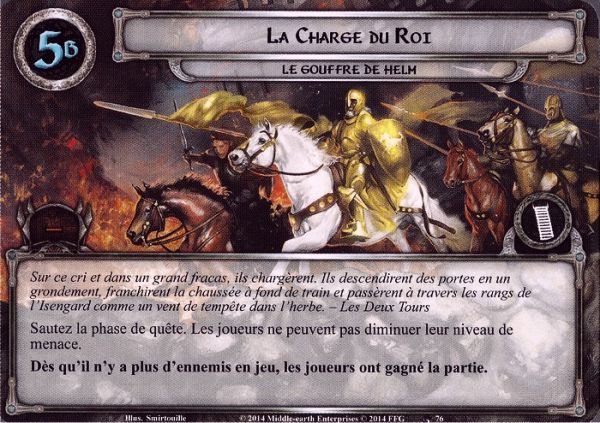 5B
LA CHARGE DU ROI
LE GOUFFRE DE HELM
Sur ce cri et dans un grand fracas, ils chargèrent. Ils descendirent des portes en un
grondement, franchirent la chaussée à fond de train et passèrent à travers les rangs de
l'Isengard comme un vent de tempête dans l'herbe. – Les Deux Tours
Sautez la phase de quête. Les joueurs ne peuvent pas diminuer leur niveau de
menace.
Dès qu'il n'y a plus d'ennemis en jeu, les joueurs ont gagné la partie.
Illus. Smirtouille © 2014 Middle-earth Enterprises © 2014 FFG 76